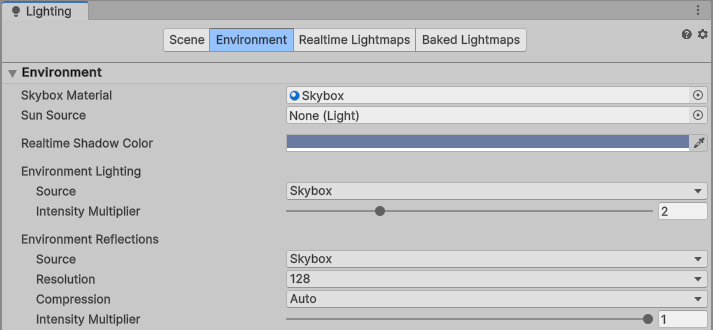 Lighting
Scene Environment Realtime Lightmaps Baked Lightmaps
Environment
Skybox Material Skybox
Sun Source None (Light)
Realtime Shadow Color
Environment Lighting
Source Skybox
Intensity Multiplier 2
Environment Reflections
Source Skybox
Resolution 128
Compression Auto
Intensity Multiplier 1